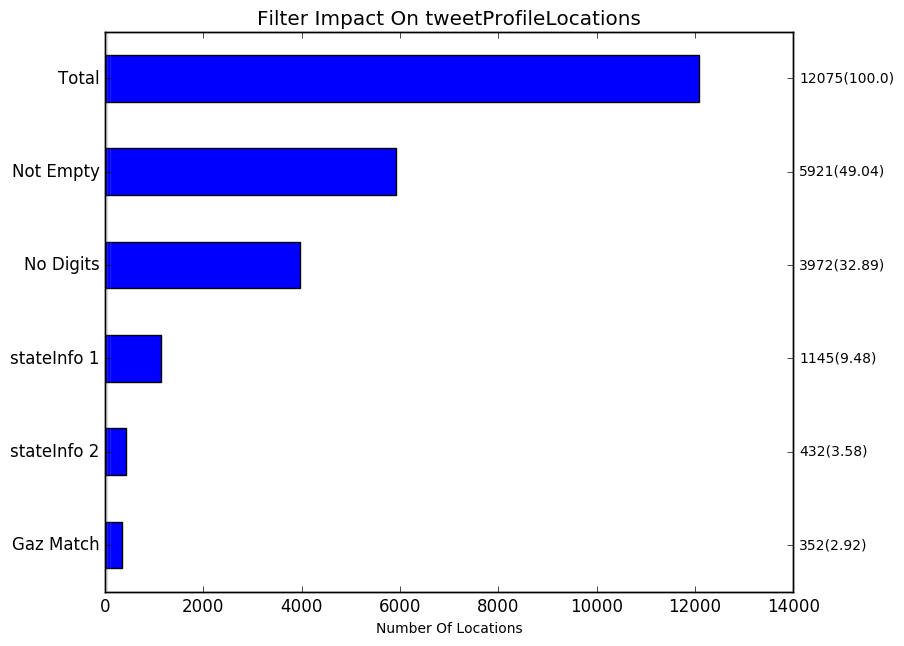 Filter Impact On tweetProfileLocations
Total 12075(100.0)
Not Empty 5921(49.04)
No Digits 3972(32.89)
stateInfo 1 1145(9.48)
stateInfo 2 432(3.58)
Gaz Match 352(2.92)
0 2000 4000 6000 8000 10000 12000 14000
Number Of Locations